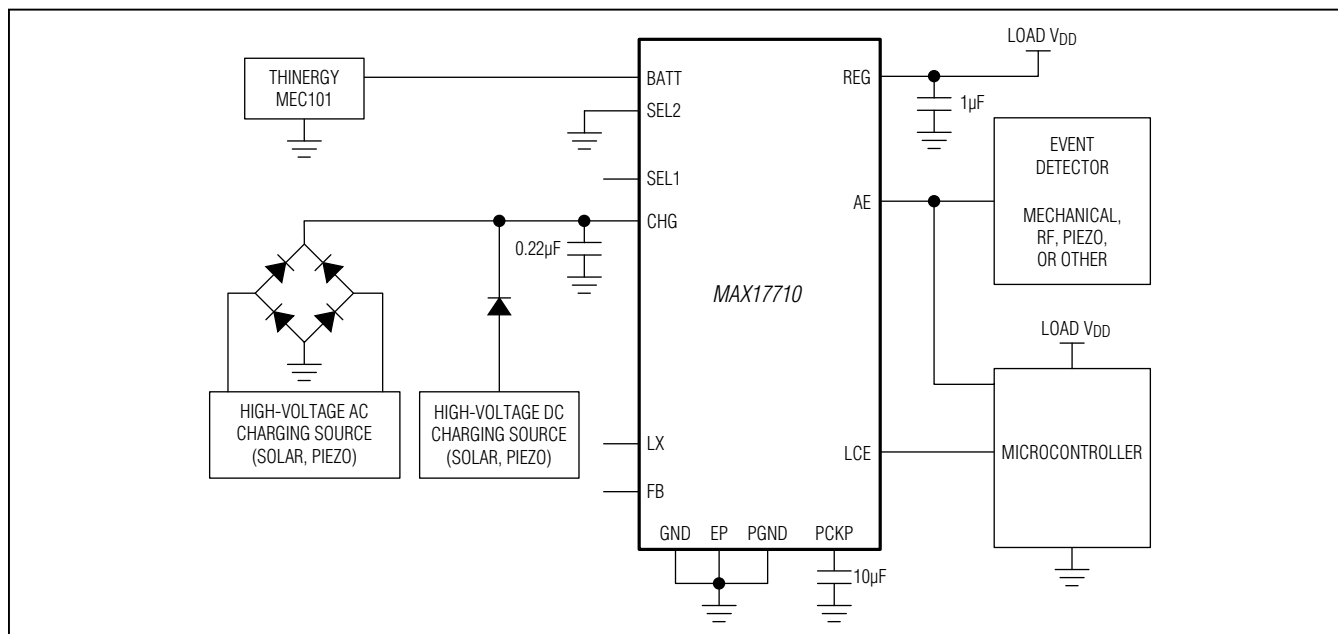 THINERGY
MEC101
BATT
SEL2
SEL1
CHG
0.22µF
HIGH-VOLTAGE AC
CHARGING SOURCE
(SOLAR, PIEZO)
HIGH-VOLTAGE DC
CHARGING SOURCE
(SOLAR, PIEZO)
LX
FB
GND
EP
PGND
PCKP
10µF
MAX17710
REG
AE
LCE
LOAD VDD
1µF
EVENT
DETECTOR
MECHANICAL,
RF, PIEZO,
OR OTHER
LOAD VDD
MICROCONTROLLER